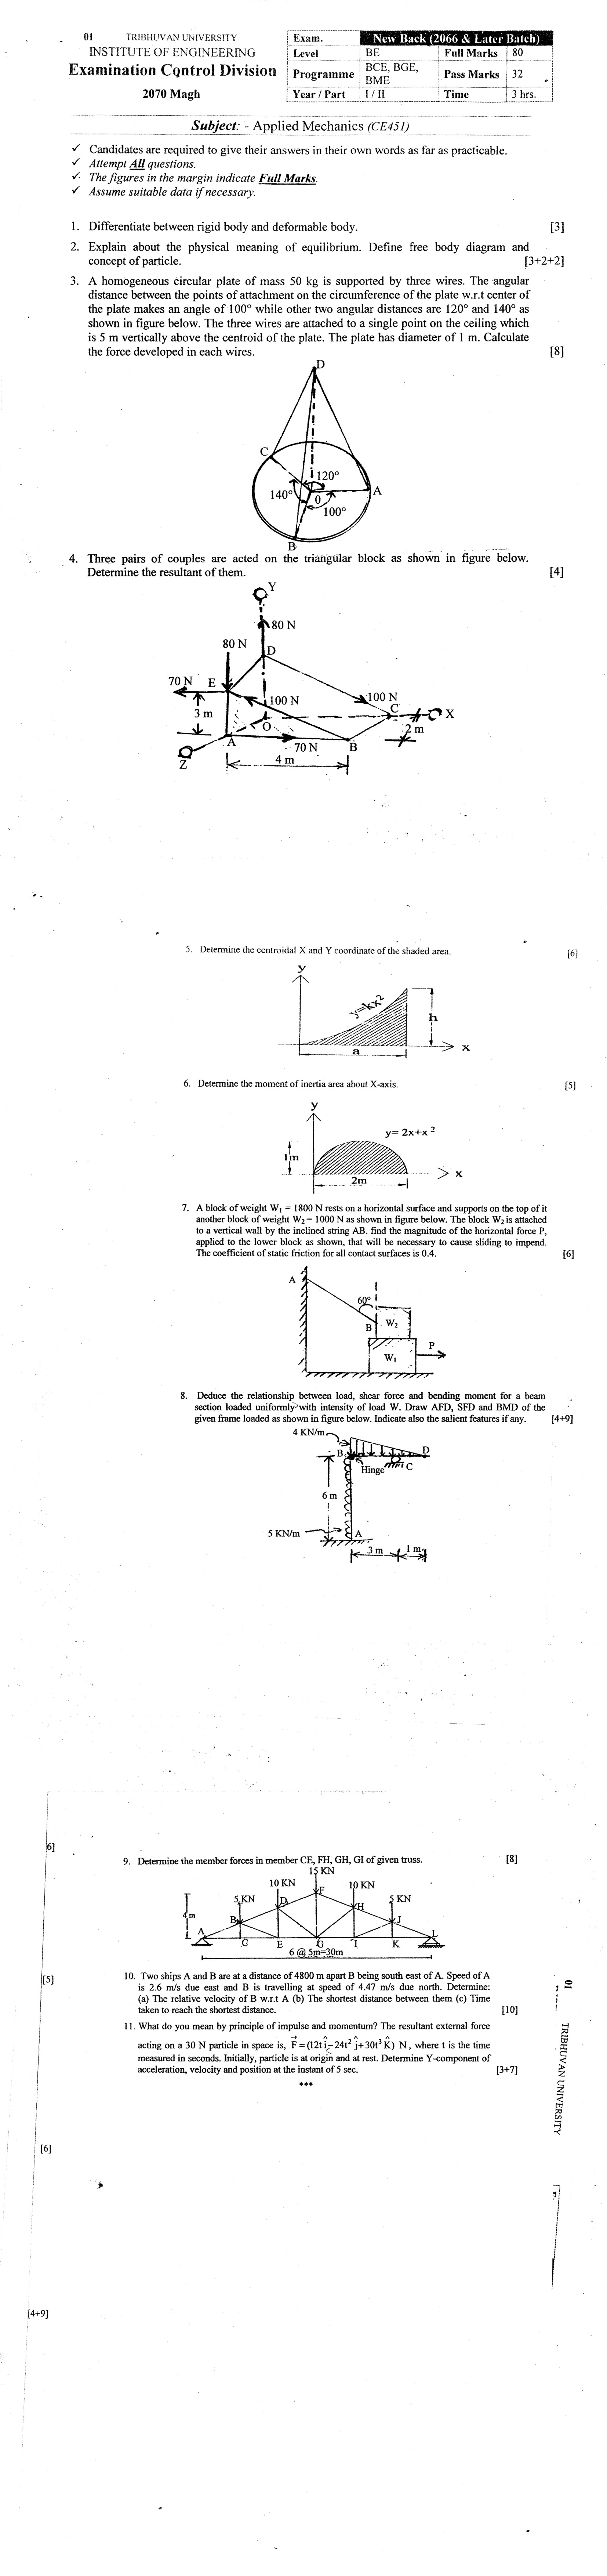 01 TRIBHUVAN UNIVERSITY
INSTITUTE OF ENGINEERING
Examination Control Division
2070 Magh
Exam. New Back (2066 & Later Batch)
Level BE Full Marks 80
Programme BCE, BGE, BME Pass Marks 32
Year / Part I / II Time 3 hrs.
Subject: - Applied Mechanics (CE451)
✓ Candidates are required to give their answers in their own words as far as practicable.
✓ Attempt All questions.
✓ The figures in the margin indicate Full Marks.
✓ Assume suitable data if necessary.
1. Differentiate between rigid body and deformable body. [3]
2. Explain about the physical meaning of equilibrium. Define free body diagram and
concept of particle. [3+2+2]
3. A homogeneous circular plate of mass 50 kg is supported by three wires. The angular
distance between the points of attachment on the circumference of the plate w.r.t center of
the plate makes an angle of 100° while other two angular distances are 120° and 140° as
shown in figure below. The three wires are attached to a single point on the ceiling which
is 5 m vertically above the centroid of the plate. The plate has diameter of 1 m. Calculate
the force developed in each wires. [8]
D
C
120°
140°
0
A
100°
B
4. Three pairs of couples are acted on the triangular block as shown in figure below.
Determine the resultant of them. [4]
Y
80 N
80 N
D
70 N E
100 N
100 N
C
X
3 m
O
2 m
A
70 N
B
Z
4 m
5. Determine the centroidal X and Y coordinate of the shaded area. [6]
y
y=kx²
h
x
a
6. Determine the moment of inertia area about X-axis. [5]
y
y= 2x+x ²
1m
x
2m
7. A block of weight W₁ = 1800 N rests on a horizontal surface and supports on the top of it
another block of weight W₂ = 1000 N as shown in figure below. The block W₂ is attached
to a vertical wall by the inclined string AB. find the magnitude of the horizontal force P,
applied to the lower block as shown, that will be necessary to cause sliding to impend.
The coefficient of static friction for all contact surfaces is 0.4. [6]
A
60°
B
W₂
P
W₁
8. Deduce the relationship between load, shear force and bending moment for a beam
section loaded uniformly with intensity of load W. Draw AFD, SFD and BMD of the
given frame loaded as shown in figure below. Indicate also the salient features if any. [4+9]
4 KN/m
B
D
Hinge
C
6 m
5 KN/m
A
3 m
1 m
6]
9. Determine the member forces in member CE, FH, GH, GI of given truss. [8]
15 KN
10 KN
F
10 KN
5 KN
D
H
5 KN
4 m
B
J
A
C
E
G
I
K
L
6 @ 5m=30m
[5]
10. Two ships A and B are at a distance of 4800 m apart B being south east of A. Speed of A
is 2.6 m/s due east and B is travelling at speed of 4.47 m/s due north. Determine:
(a) The relative velocity of B w.r.t A (b) The shortest distance between them (c) Time
taken to reach the shortest distance. [10]
11. What do you mean by principle of impulse and momentum? The resultant external force
acting on a 30 N particle in space is, F⃗ = (12t î - 24t² ĵ + 30t³ K̂) N, where t is the time
measured in seconds. Initially, particle is at origin and at rest. Determine Y-component of
acceleration, velocity and position at the instant of 5 sec. [3+7]
***
01 TRIBHUVAN UNIVERSITY
[6]
[4+9]